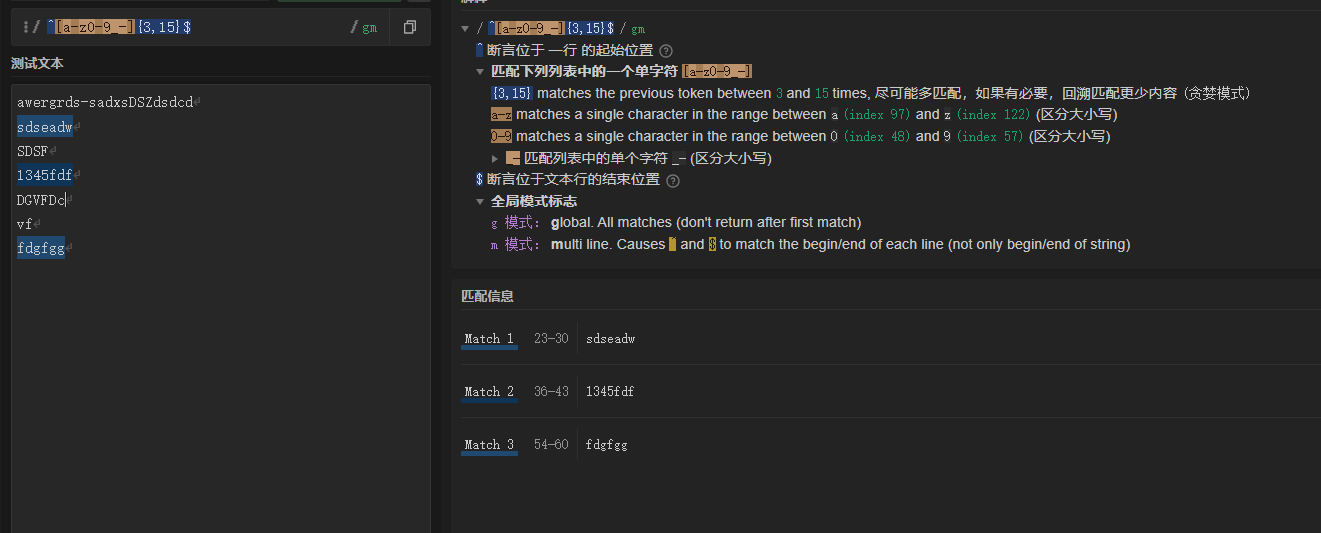 / ^[a-z0-9_-]{3,15}$ / gm
测试文本
awergrds-sadxsDSZdsdcd
sdseadw
SDSF
1345fdf
DGVFDc
vf
fdgfgg
/ ^[a-z0-9_-]{3,15}$ / gm
^ 断言位于 一行 的起始位置
匹配下列列表中的一个单字符 [a-z0-9_-]
{3,15} matches the previous token between 3 and 15 times, 尽可能多匹配，如果有必要，回溯匹配更少内容 (贪婪模式)
a-z matches a single character in the range between a (index 97) and z (index 122) (区分大小写)
0-9 matches a single character in the range between 0 (index 48) and 9 (index 57) (区分大小写)
_- 匹配列表中的单个字符 _- (区分大小写)
$ 断言位于文本行的结束位置
全局模式标志
g 模式: global. All matches (don't return after first match)
m 模式: multi line. Causes ^ and $ to match the begin/end of each line (not only begin/end of string)
匹配信息
Match 1 23-30 sdseadw
Match 2 36-43 1345fdf
Match 3 54-60 fdgfgg